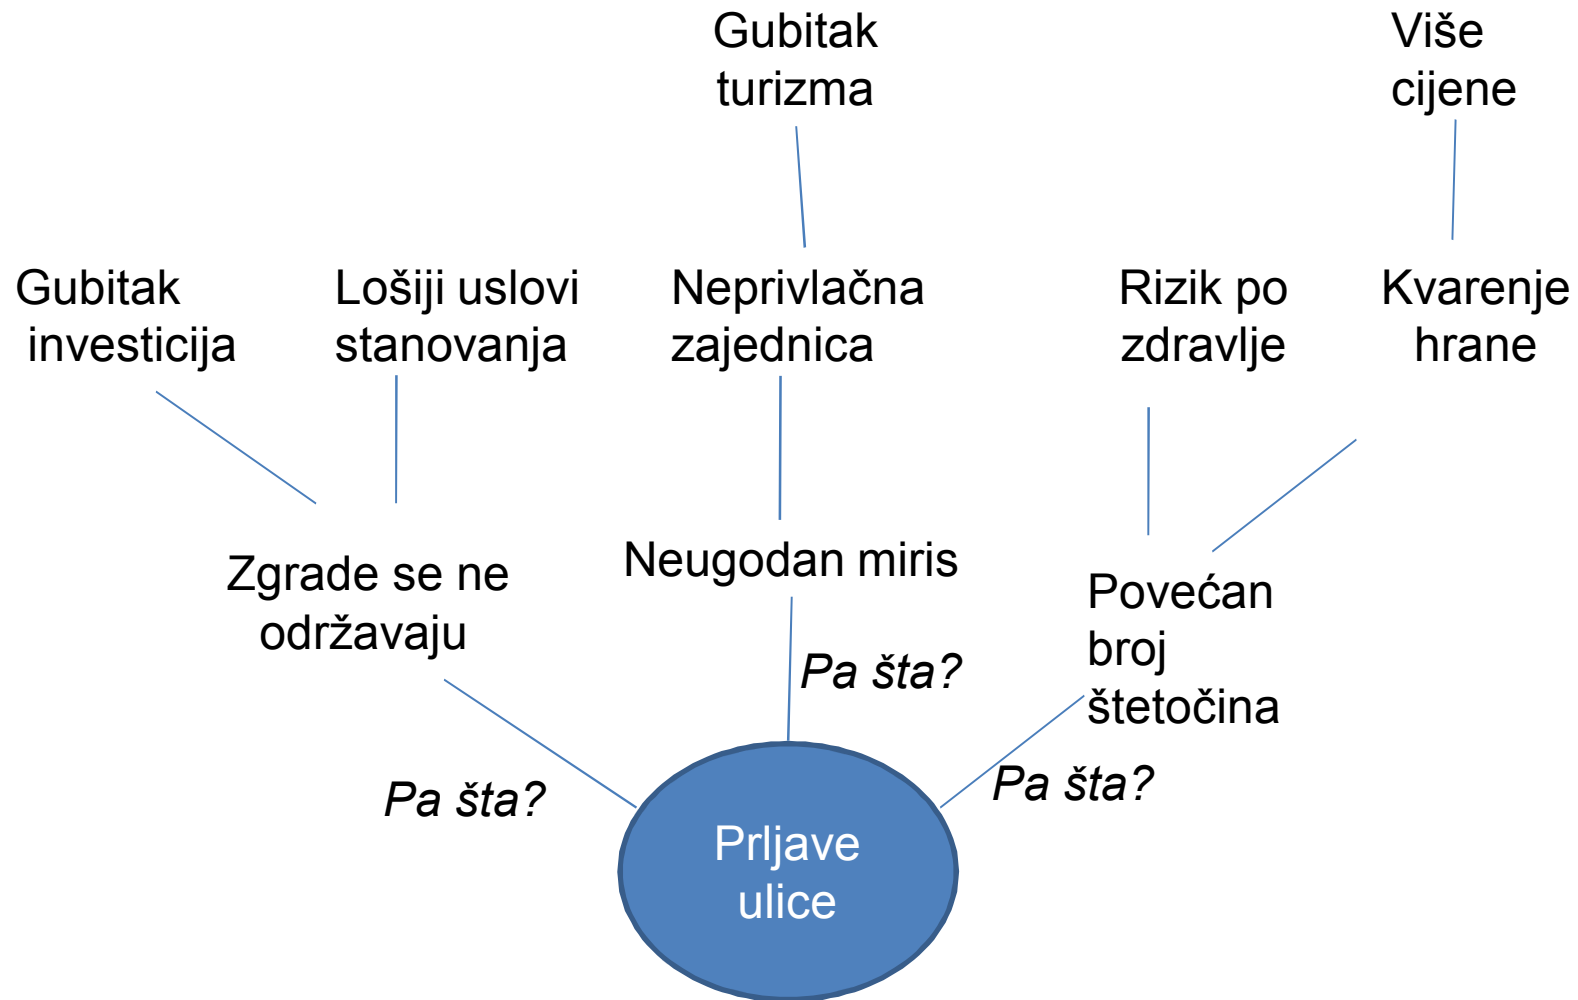 Gubitak
turizma
Više
cijene
Gubitak
investicija
Lošiji uslovi
stanovanja
Neprivlačna
zajednica
Rizik po
zdravlje
Kvarenje
hrane
Zgrade se ne
održavaju
Neugodan miris
Povećan
broj
štetočina
Pa šta?
Pa šta?
Pa šta?
Prljave
ulice